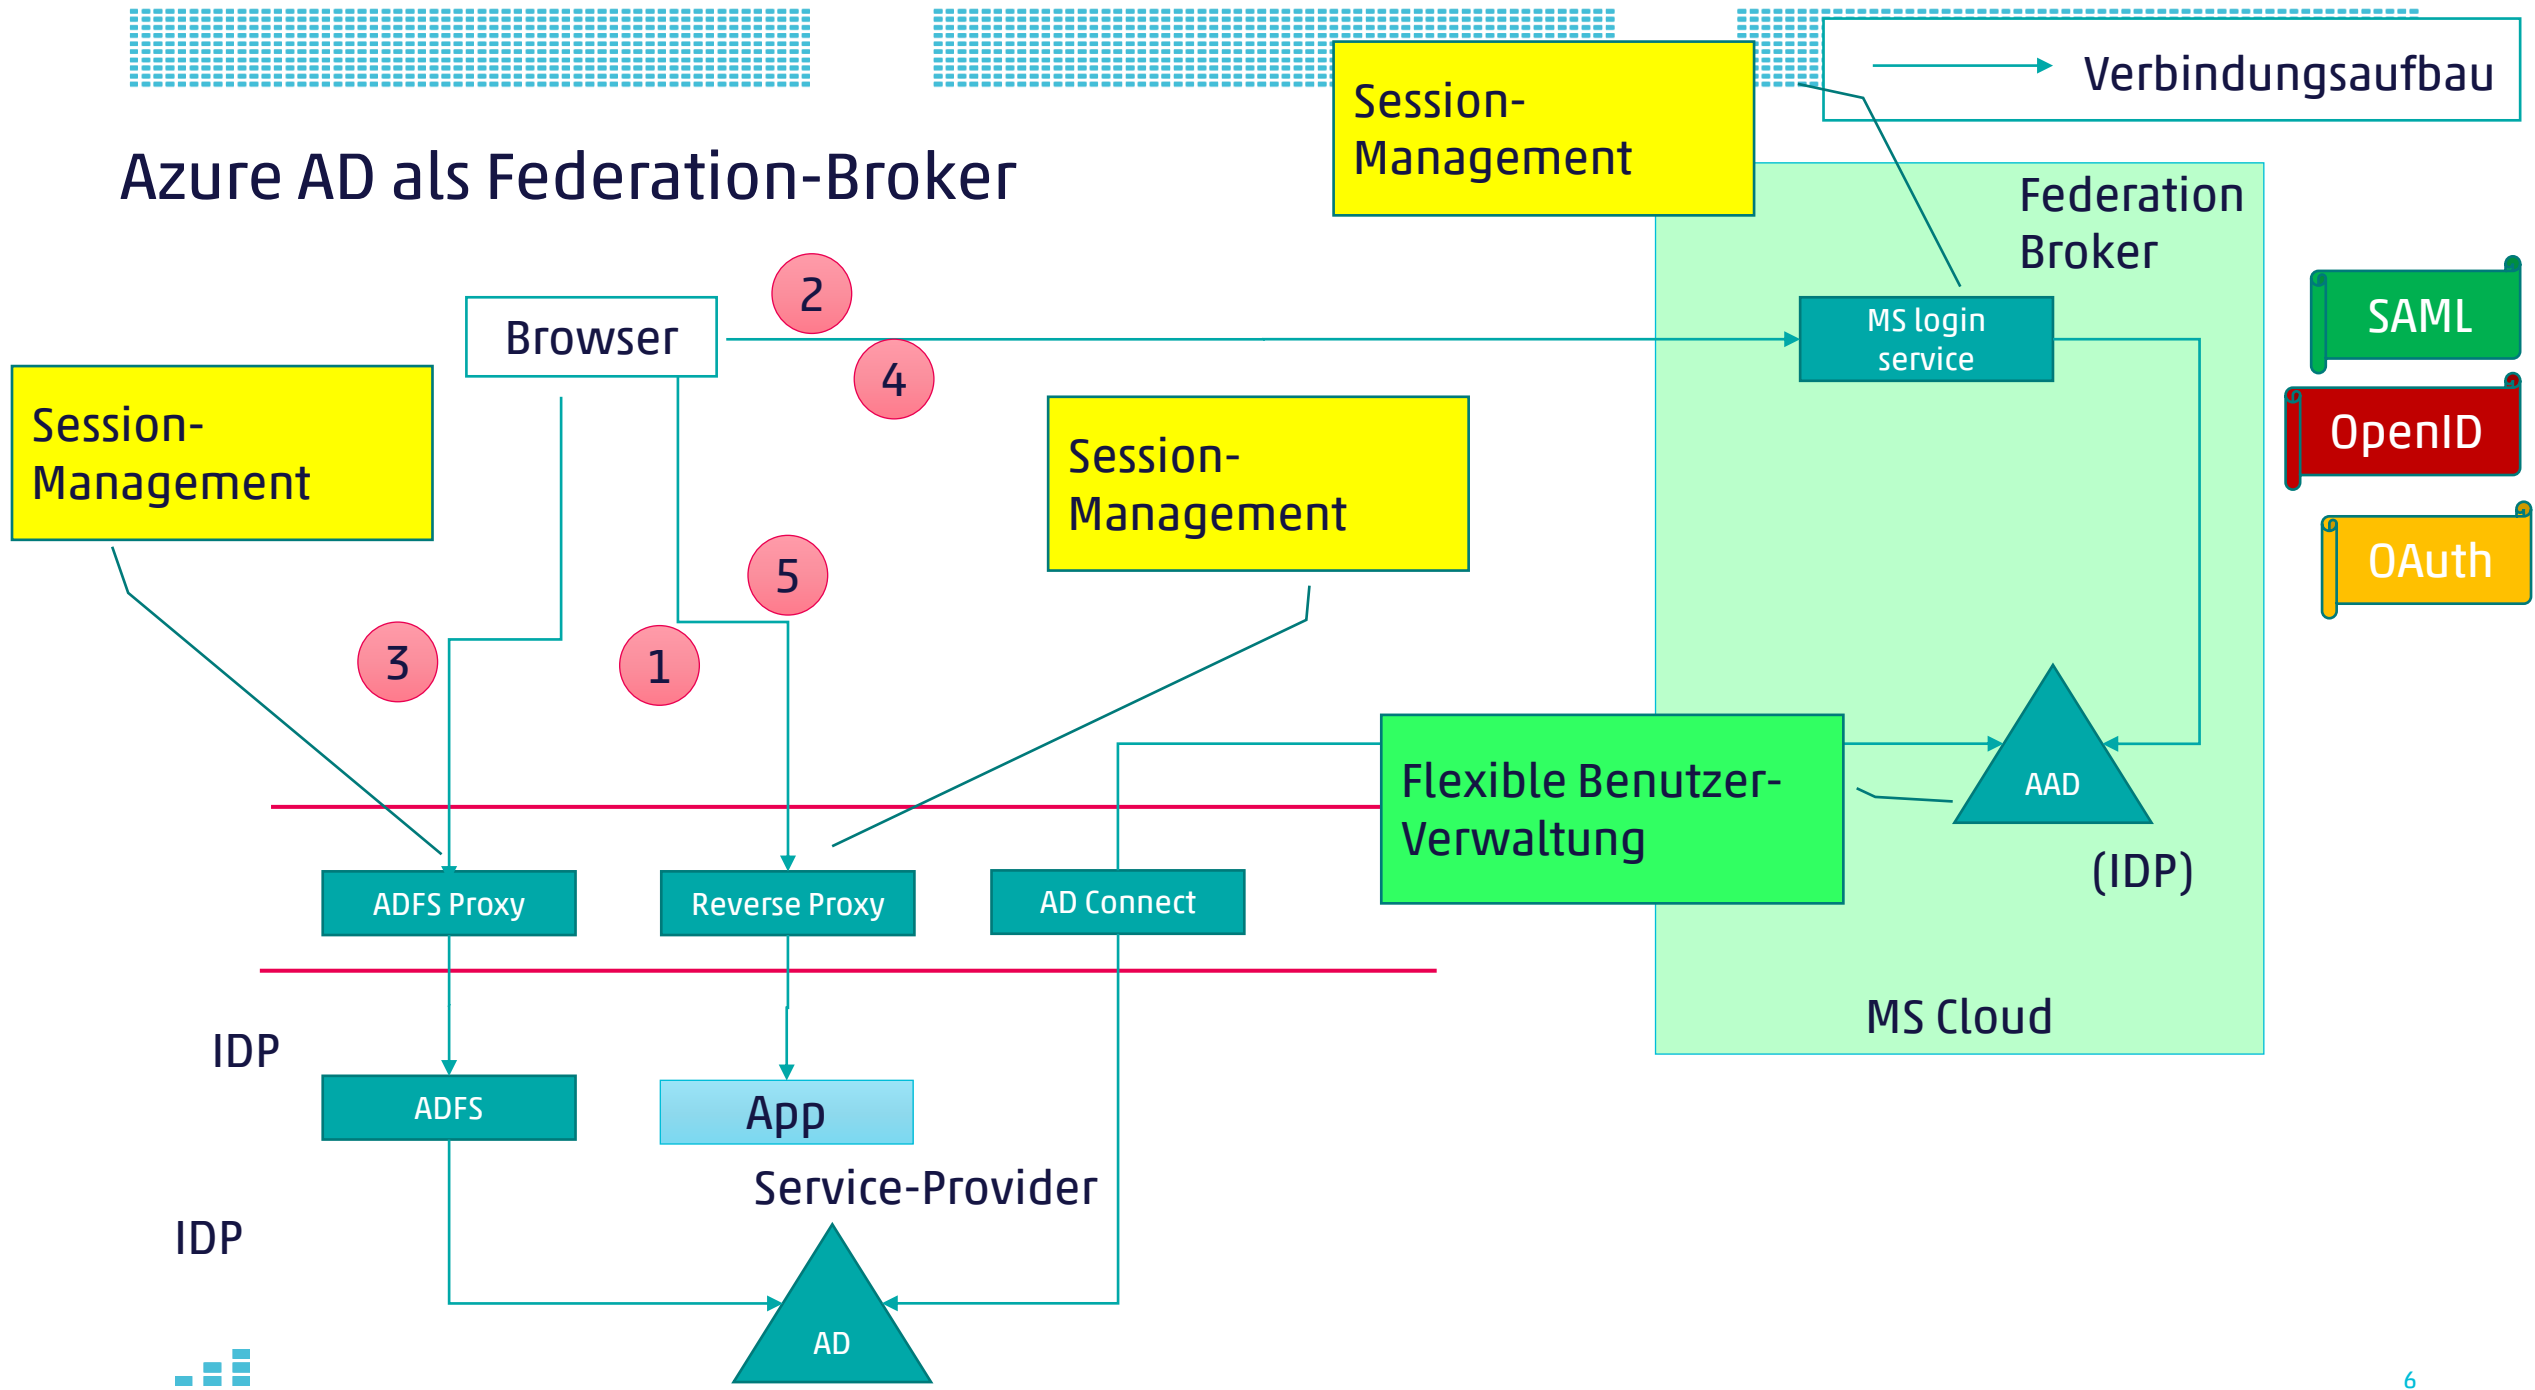 Verbindungsaufbau
Session-
Management
Azure AD als Federation-Broker
Federation
Broker
2
Browser
MS login
service
SAML
4
Session-
Management
OpenID
Session-
Management
OAuth
5
3
1
Flexible Benutzer-
Verwaltung
AAD
(IDP)
ADFS Proxy
Reverse Proxy
AD Connect
MS Cloud
IDP
ADFS
App
Service-Provider
IDP
AD
6